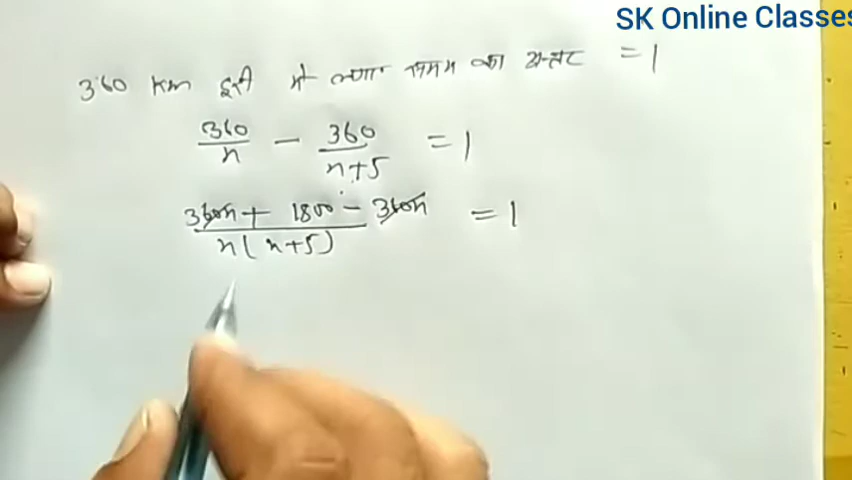 SK Online Classes
360 Km दूरी में लगा समय का अन्तर = 1
360/x - 360/x+5 = 1
360x + 1800 - 360x / x(x+5) = 1